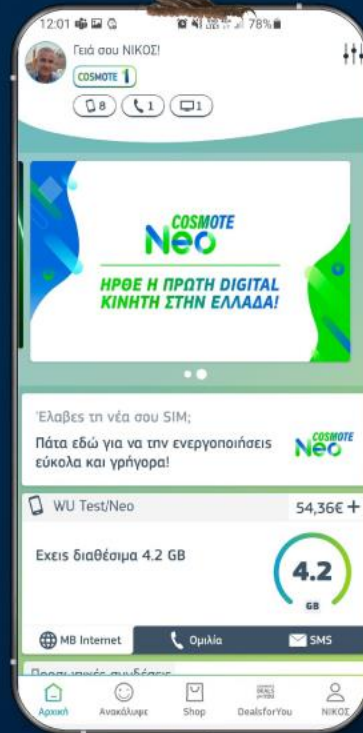 12:01
78%
Γειά σου ΝΙΚΟΣ!
COSMOTE 1
8
1
1
COSMOTE
Neo
ΗΡΘΕ Η ΠΡΩΤΗ DIGITAL
ΚΙΝΗΤΗ ΣΤΗΝ ΕΛΛΑΔΑ!
Έλαβες τη νέα σου SIM;
Πάτα εδώ για να την ενεργοποιήσεις
εύκολα και γρήγορα!
COSMOTE
Neo
WU Test/Neo
54,36€ +
Εχεις διαθέσιμα 4.2 GB
4.2
GB
MB Internet
Ομιλία
SMS
Προσωπικές συνδέσεις
Αρχική
Ανακάλυψε
Shop
DealsforYou
ΝΙΚΟΣ